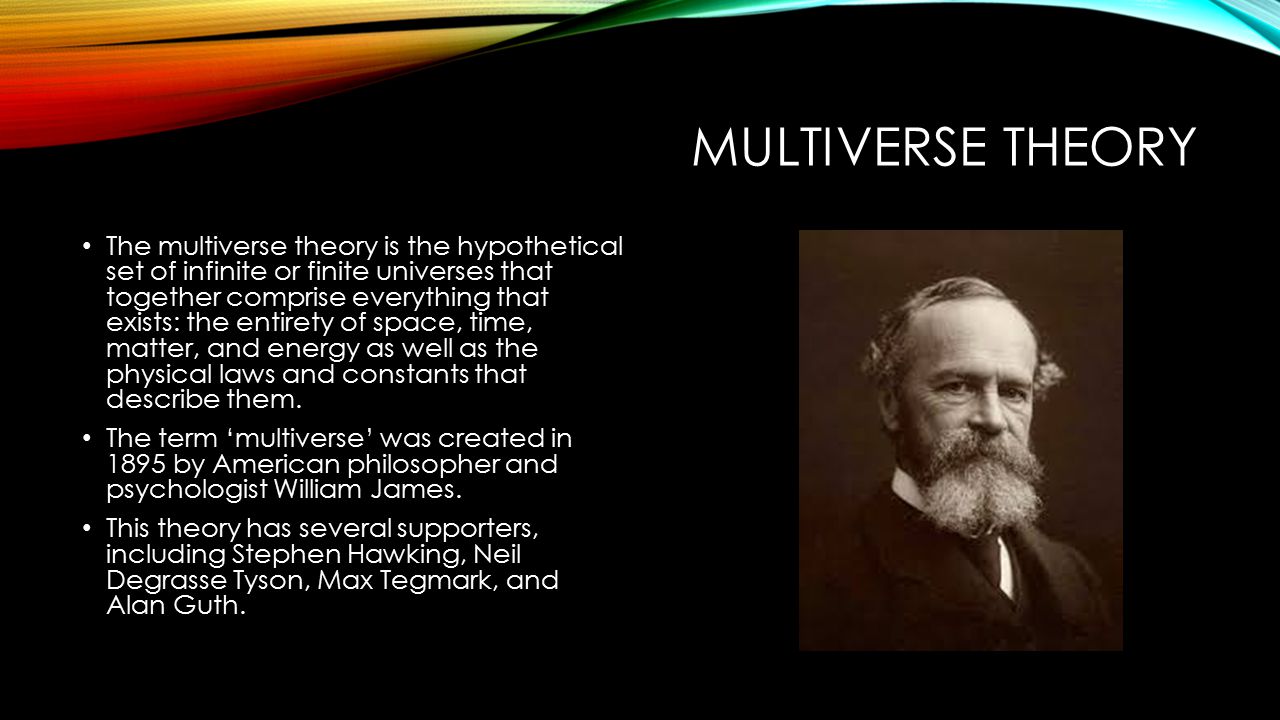 MULTIVERSE THEORY
• The multiverse theory is the hypothetical
set of infinite or finite universes that
together comprise everything that
exists: the entirety of space, time,
matter, and energy as well as the
physical laws and constants that
describe them.
• The term ‘multiverse’ was created in
1895 by American philosopher and
psychologist William James.
• This theory has several supporters,
including Stephen Hawking, Neil
Degrasse Tyson, Max Tegmark, and
Alan Guth.